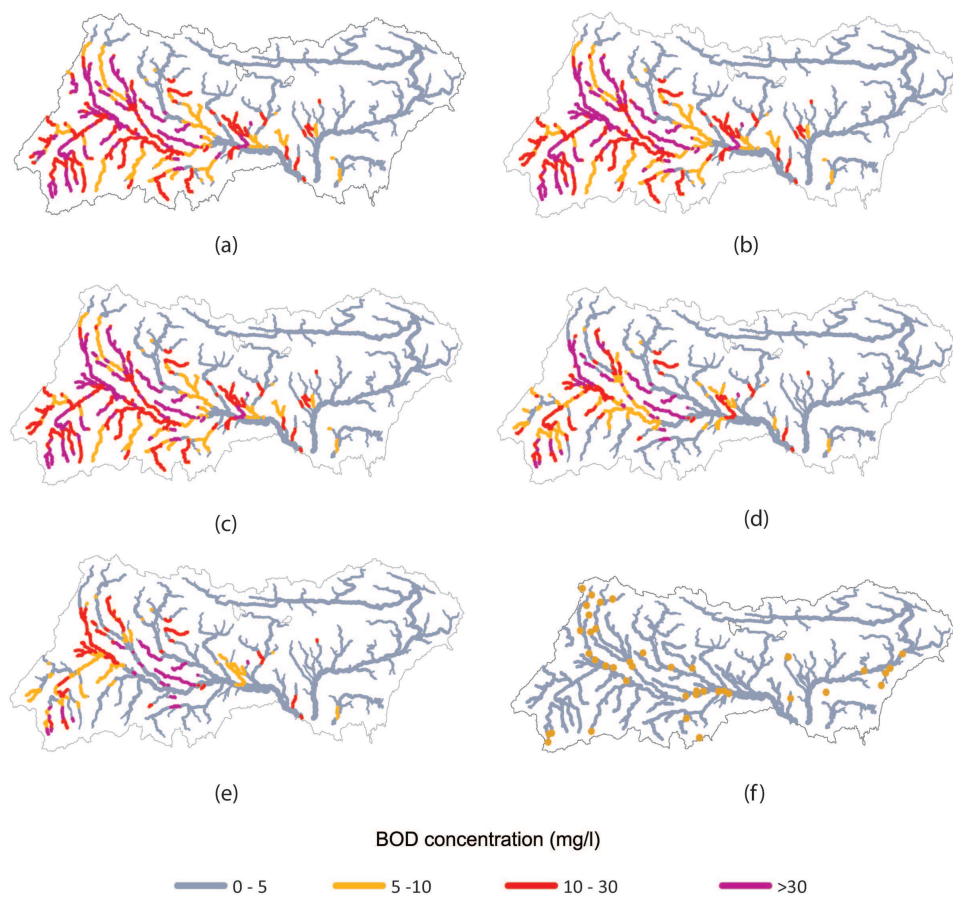 (a) (b)
(c) (d)
(e) (f)
BOD concentration (mg/l)
0 - 5 5 -10 10 - 30 >30